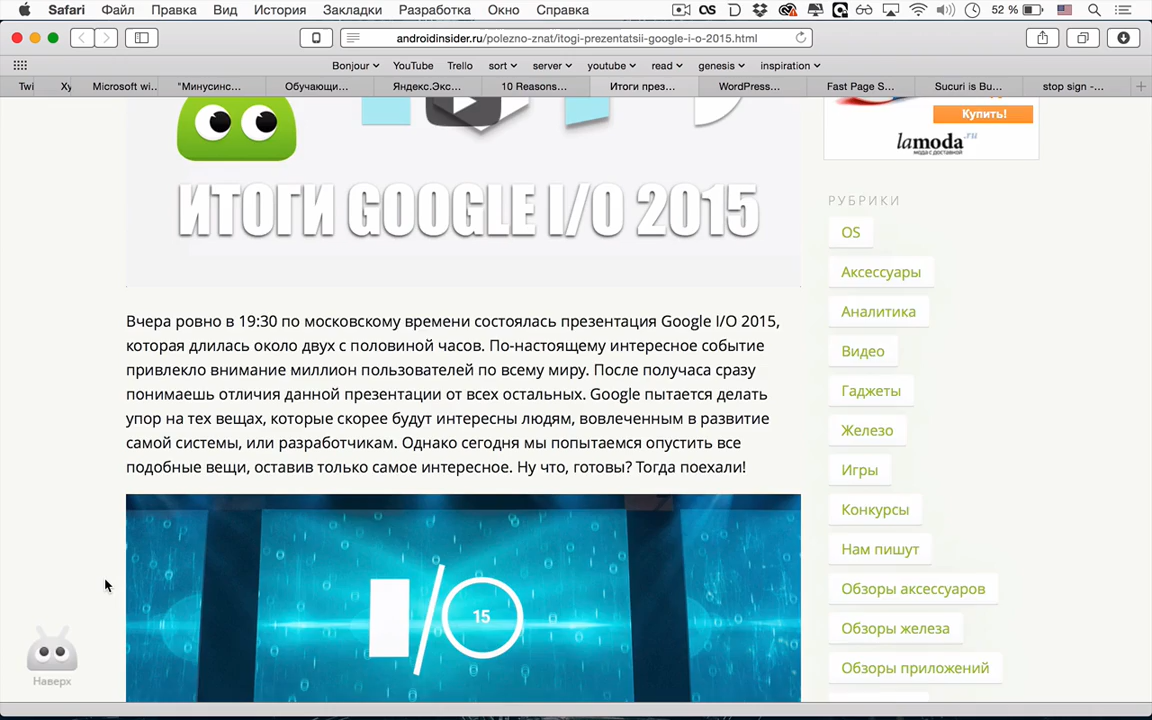 Safari Файл Правка Вид История Закладки Разработка Окно Справка 52 %
androidinsider.ru/polezno-znat/itogi-prezentatsii-google-i-o-2015.html
Bonjour YouTube Trello sort server youtube read genesis inspiration
Twi Ху Microsoft wi... "Минусинс... Обучающи... Яндекс.Экс... 10 Reasons... Итоги през... WordPress... Fast Page S... Sucuri is Bu... stop sign -...
Купить!
lamoda.ru
мода с доставкой
ИТОГИ GOOGLE I/O 2015
Вчера ровно в 19:30 по московскому времени состоялась презентация Google I/O 2015,
которая длилась около двух с половиной часов. По-настоящему интересное событие
привлекло внимание миллион пользователей по всему миру. После получаса сразу
понимаешь отличия данной презентации от всех остальных. Google пытается делать
упор на тех вещах, которые скорее будут интересны людям, вовлеченным в развитие
самой системы, или разработчикам. Однако сегодня мы попытаемся опустить все
подобные вещи, оставив только самое интересное. Ну что, готовы? Тогда поехали!
15
Наверх
РУБРИКИ
OS
Аксессуары
Аналитика
Видео
Гаджеты
Железо
Игры
Конкурсы
Нам пишут
Обзоры аксессуаров
Обзоры железа
Обзоры приложений